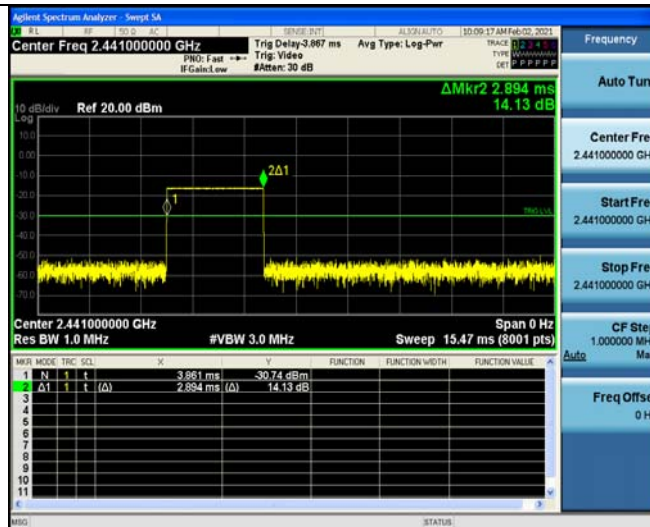 Agilent Spectrum Analyzer - Swept SA
RL RF 50 Ω AC SENSE:INT ALIGN AUTO 10:09:17 AM Feb 02, 2021
Center Freq 2.441000000 GHz
PNO: Fast
IFGain:Low
Trig Delay-3.867 ms
Trig: Video
#Atten: 30 dB
Avg Type: Log-Pwr
TRACE 1 2 3 4 5 6
TYPE
DET P P P P P P
ΔMkr2 2.894 ms
14.13 dB
10 dB/div Ref 20.00 dBm
Log
10.0
0.00
-10.0
-20.0
-30.0
-40.0
-50.0
-60.0
-70.0
1
2Δ1
TRIG LVL
Center 2.441000000 GHz Span 0 Hz
Res BW 1.0 MHz #VBW 3.0 MHz Sweep 15.47 ms (8001 pts)
MKR MODE TRC SCL X Y FUNCTION FUNCTION WIDTH FUNCTION VALUE
1 N 1 t 3.861 ms -30.74 dBm
2 Δ1 1 t (Δ) 2.894 ms (Δ) 14.13 dB
3
4
5
6
7
8
9
10
11
MSG STATUS
Frequency
Auto Tun
Center Fre
2.441000000 GH
Start Fre
2.441000000 GH
Stop Fre
2.441000000 GH
CF Ste
1.000000 MH
Auto Ma
Freq Offse
0 H